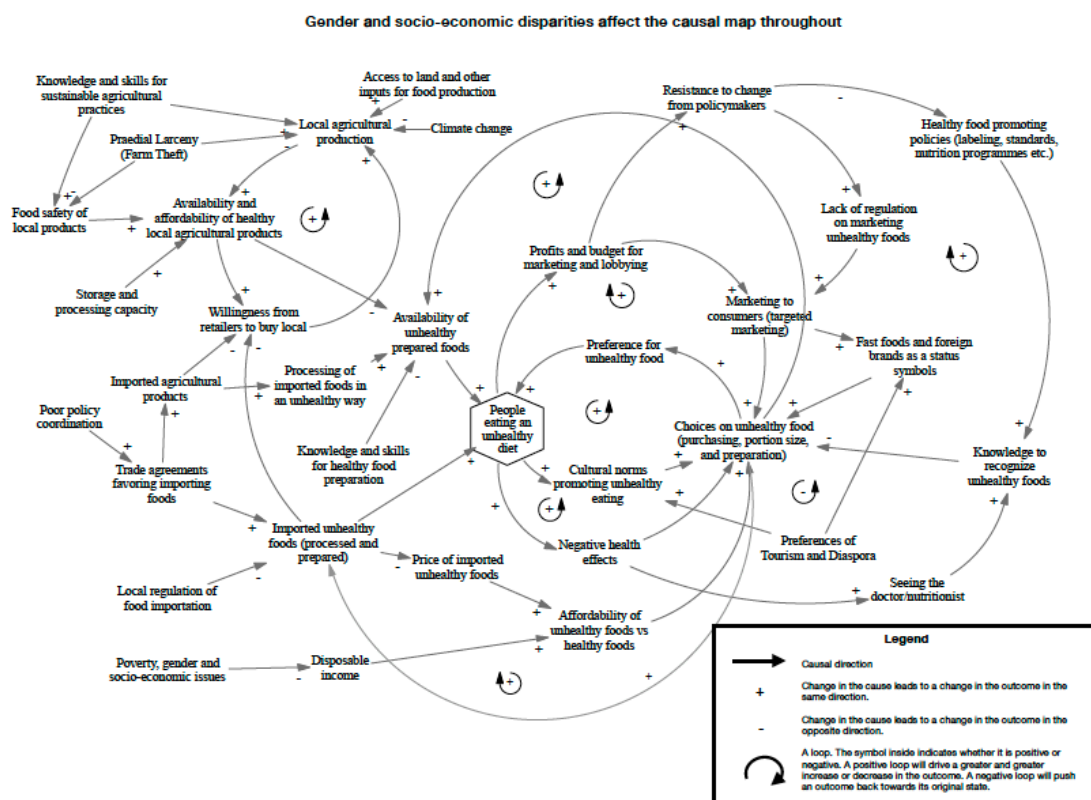 Gender and socio-economic disparities affect the causal map throughout
Knowledge and skills for
sustainable agricultural
practices
Access to land and other
inputs for food production
+
Resistance to change
from policymakers
-
+
Praedial Larceny
(Farm Theft)
+
-
Local agricultural
production
-
Climate change
+
Healthy food promoting
policies (labeling, standards,
nutrition programmes etc.)
+
-
Food safety of
local products
+
Availability and
affordability of healthy
local agricultural products
+
+
+
+
Lack of regulation
on marketing
unhealthy foods
+
Storage and
processing capacity
+
Profits and budget for
marketing and lobbying
+
+
+
+
+
Willingness from
retailers to buy local
-
-
-
+
Availability of
unhealthy
prepared foods
+
-
Marketing to
consumers (targeted
marketing)
+
Fast foods and foreign
brands as a status
symbols
+
+
Preference for
unhealthy food
+
+
Imported agricultural
products
+
+
Processing of
imported foods in
an unhealthy way
Poor policy
coordination
+
People
eating an
unhealthy
diet
+
+
+
Choices on unhealthy food
(purchasing, portion size,
and preparation)
+
-
+
+
+
Knowledge to
recognize
unhealthy foods
+
Trade agreements
favoring importing
foods
+
Knowledge and skills
for healthy food
preparation
+
Cultural norms
promoting unhealthy
eating
+
+
-
+
Imported unhealthy
foods (processed and
prepared)
-
Price of imported
unhealthy foods
+
Negative health
effects
Preferences of
Tourism and Diaspora
Local regulation of
food importation
-
Seeing the
doctor/nutritionist
+
Affordability of
unhealthy foods vs
healthy foods
+
Poverty, gender and
socio-economic issues
-
Disposable
income
+
+
Legend
Causal direction
+
Change in the cause leads to a change in the outcome in the
same direction.
-
Change in the cause leads to a change in the outcome in the
opposite direction.
A loop. The symbol inside indicates whether it is positive or
negative. A positive loop will drive a greater and greater
increase or decrease in the outcome. A negative loop will push
an outcome back towards its original state.